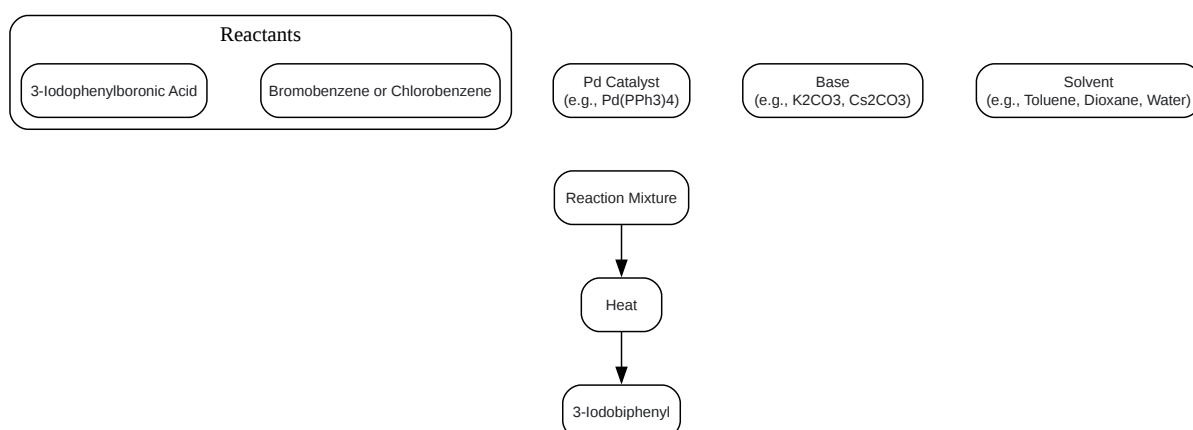 Reactants
3-Iodophenylboronic Acid
Bromobenzene or Chlorobenzene
Pd Catalyst
(e.g., Pd(PPh3)4)
Base
(e.g., K2CO3, Cs2CO3)
Solvent
(e.g., Toluene, Dioxane, Water)
Reaction Mixture
Heat
3-Iodobiphenyl